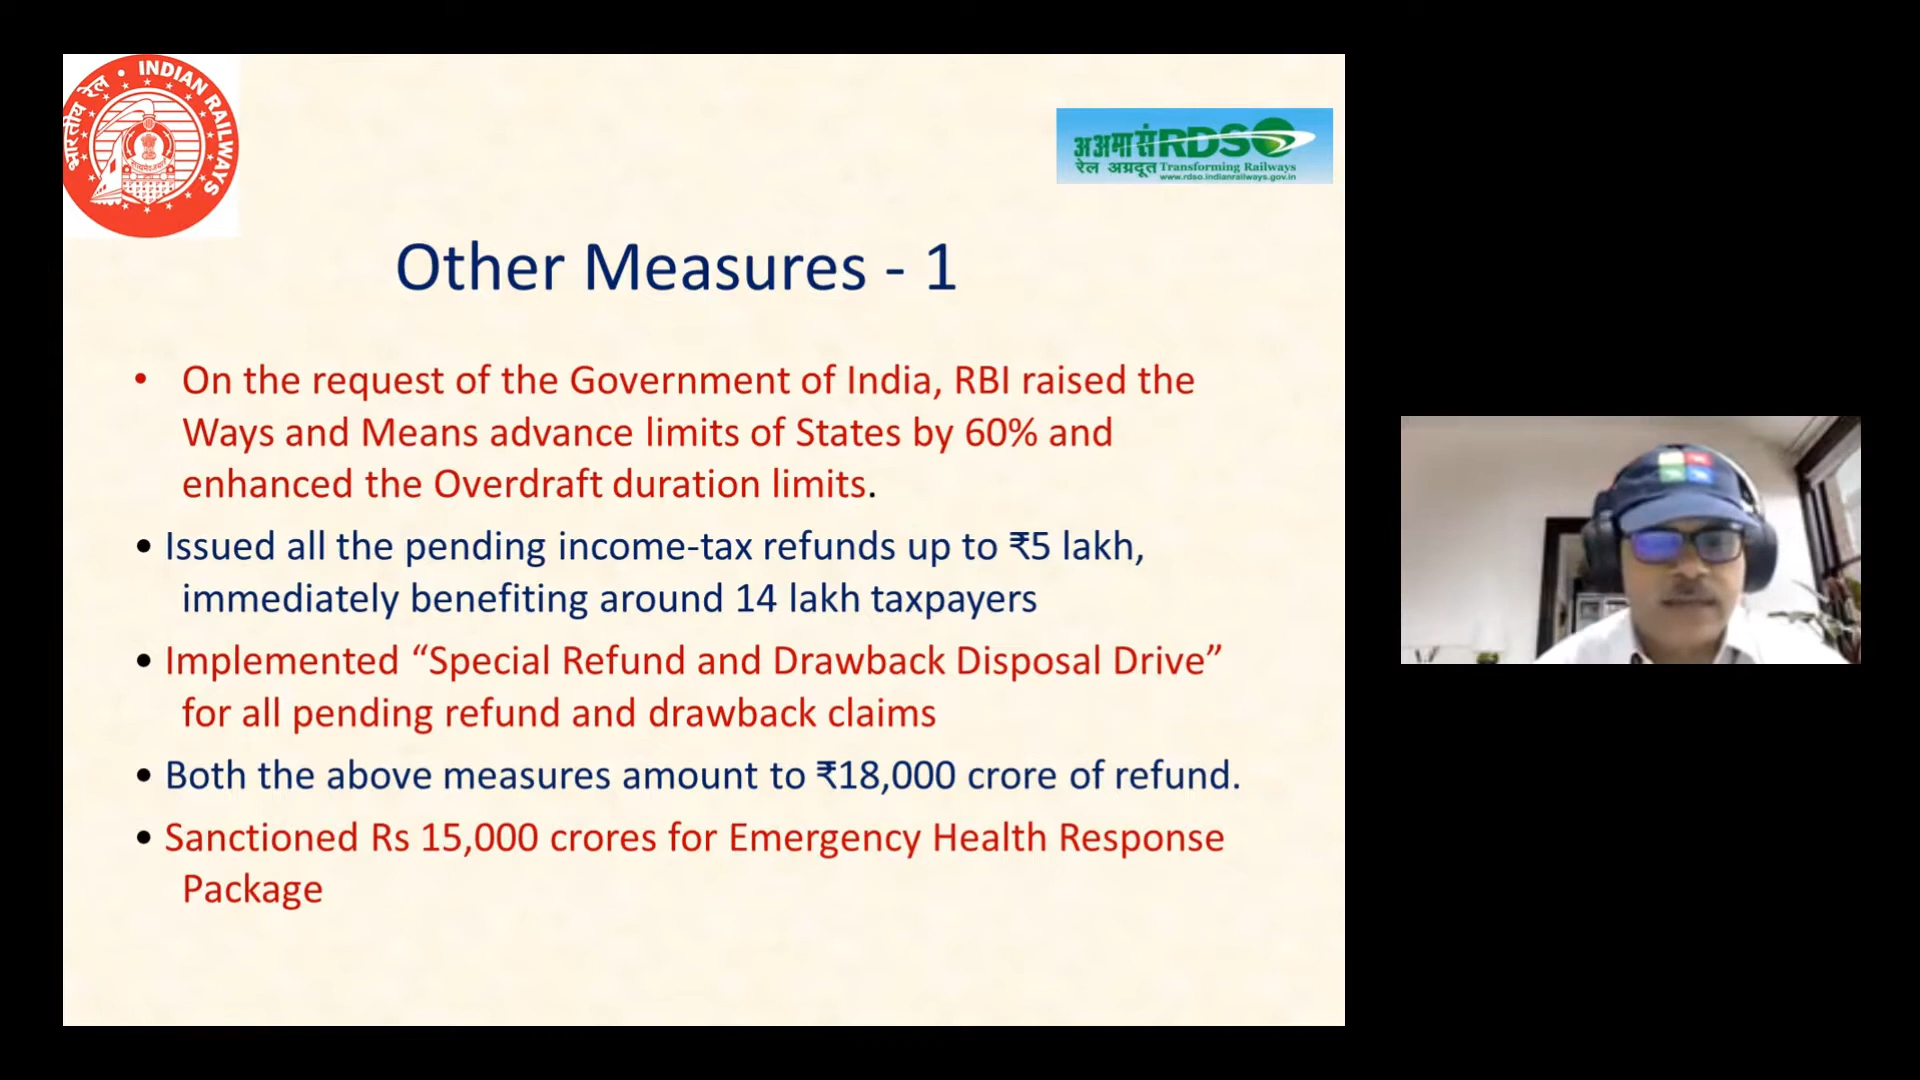 भारतीय रेल • INDIAN RAILWAYS
अ अ मा सं RDSO
रेल अग्रदूत Transforming Railways
www.rdso.indianrailways.gov.in
Other Measures - 1
• On the request of the Government of India, RBI raised the
Ways and Means advance limits of States by 60% and
enhanced the Overdraft duration limits.
• Issued all the pending income-tax refunds up to ₹5 lakh,
immediately benefiting around 14 lakh taxpayers
• Implemented “Special Refund and Drawback Disposal Drive”
for all pending refund and drawback claims
• Both the above measures amount to ₹18,000 crore of refund.
• Sanctioned Rs 15,000 crores for Emergency Health Response
Package